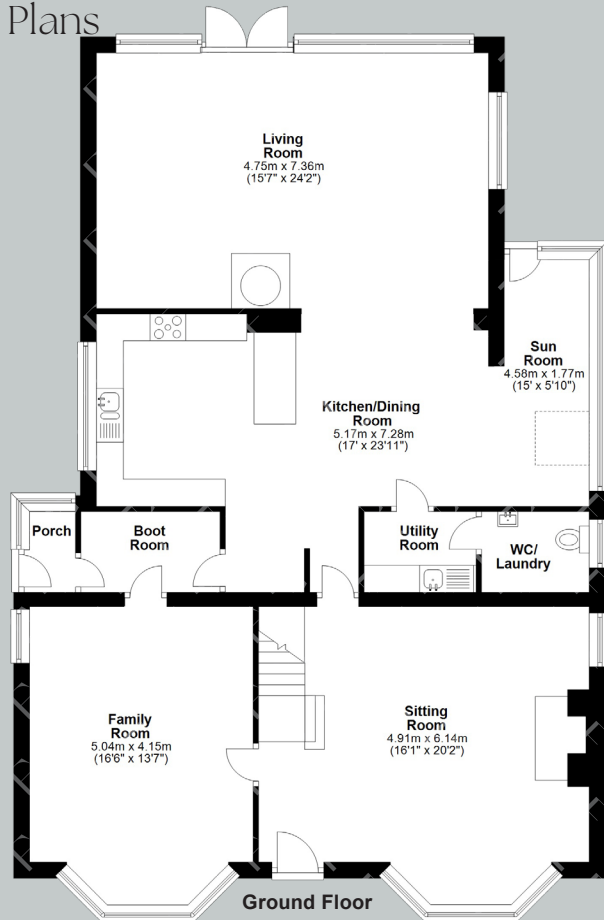 Plans
Living
Room
4.75m x 7.36m
(15'7" x 24'2")
Sun
Room
4.58m x 1.77m
(15' x 5'10")
Kitchen/Dining
Room
5.17m x 7.28m
(17' x 23'11")
Porch
Boot
Room
Utility
Room
WC/
Laundry
Family
Room
5.04m x 4.15m
(16'6" x 13'7")
Sitting
Room
4.91m x 6.14m
(16'1" x 20'2")
Ground Floor